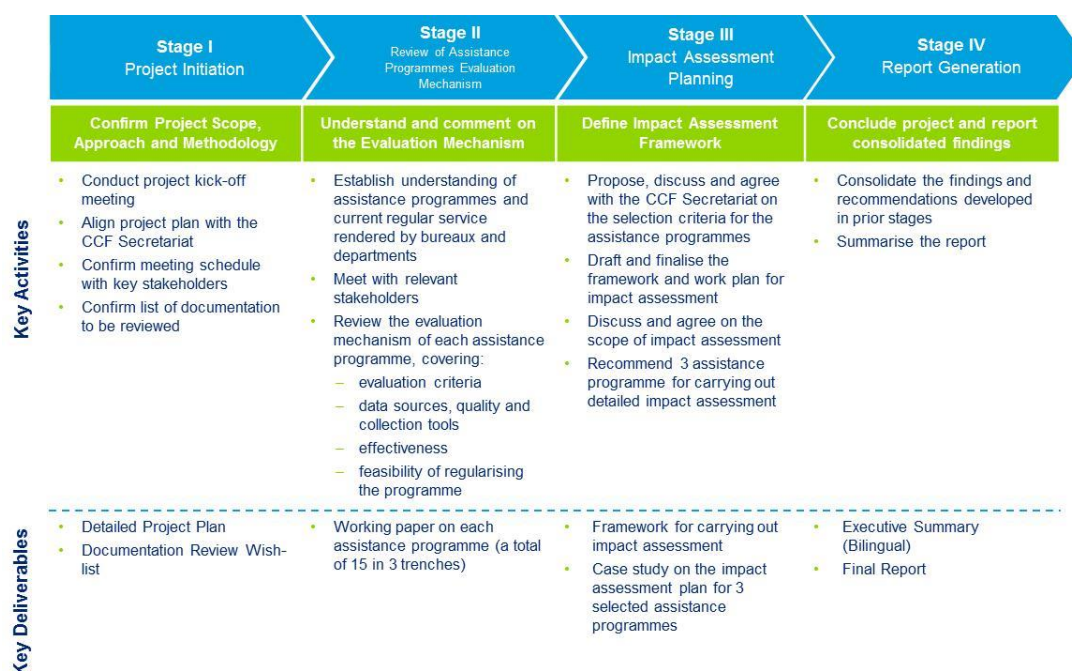 Stage I
Project Initiation
Stage II
Review of Assistance
Programmes Evaluation
Mechanism
Stage III
Impact Assessment
Planning
Stage IV
Report Generation
Confirm Project Scope,
Approach and Methodology
Understand and comment on
the Evaluation Mechanism
Define Impact Assessment
Framework
Conclude project and report
consolidated findings
Key Activities
• Conduct project kick-off
meeting
• Align project plan with the
CCF Secretariat
• Confirm meeting schedule
with key stakeholders
• Confirm list of documentation
to be reviewed
• Establish understanding of
assistance programmes and
current regular service
rendered by bureaux and
departments
• Meet with relevant
stakeholders
• Review the evaluation
mechanism of each assistance
programme, covering:
– evaluation criteria
– data sources, quality and
collection tools
– effectiveness
– feasibility of regularising
the programme
• Propose, discuss and agree
with the CCF Secretariat on
the selection criteria for the
assistance programmes
• Draft and finalise the
framework and work plan for
impact assessment
• Discuss and agree on the
scope of impact assessment
• Recommend 3 assistance
programme for carrying out
detailed impact assessment
• Consolidate the findings and
recommendations developed
in prior stages
• Summarise the report
Key Deliverables
• Detailed Project Plan
• Documentation Review Wish-
list
• Working paper on each
assistance programme (a total
of 15 in 3 trenches)
• Framework for carrying out
impact assessment
• Case study on the impact
assessment plan for 3
selected assistance
programmes
• Executive Summary
(Bilingual)
• Final Report